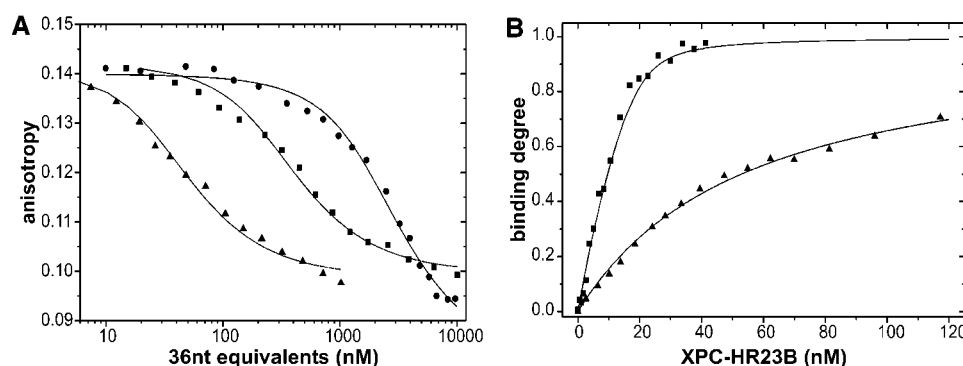 A
0.15
0.14
0.13
0.12
0.11
0.10
0.09
anisotropy
10 100 1000 10000
36nt equivalents (nM)
B
1.0
0.8
0.6
0.4
0.2
0.0
binding degree
0 20 40 60 80 100 120
XPC-HR23B (nM)